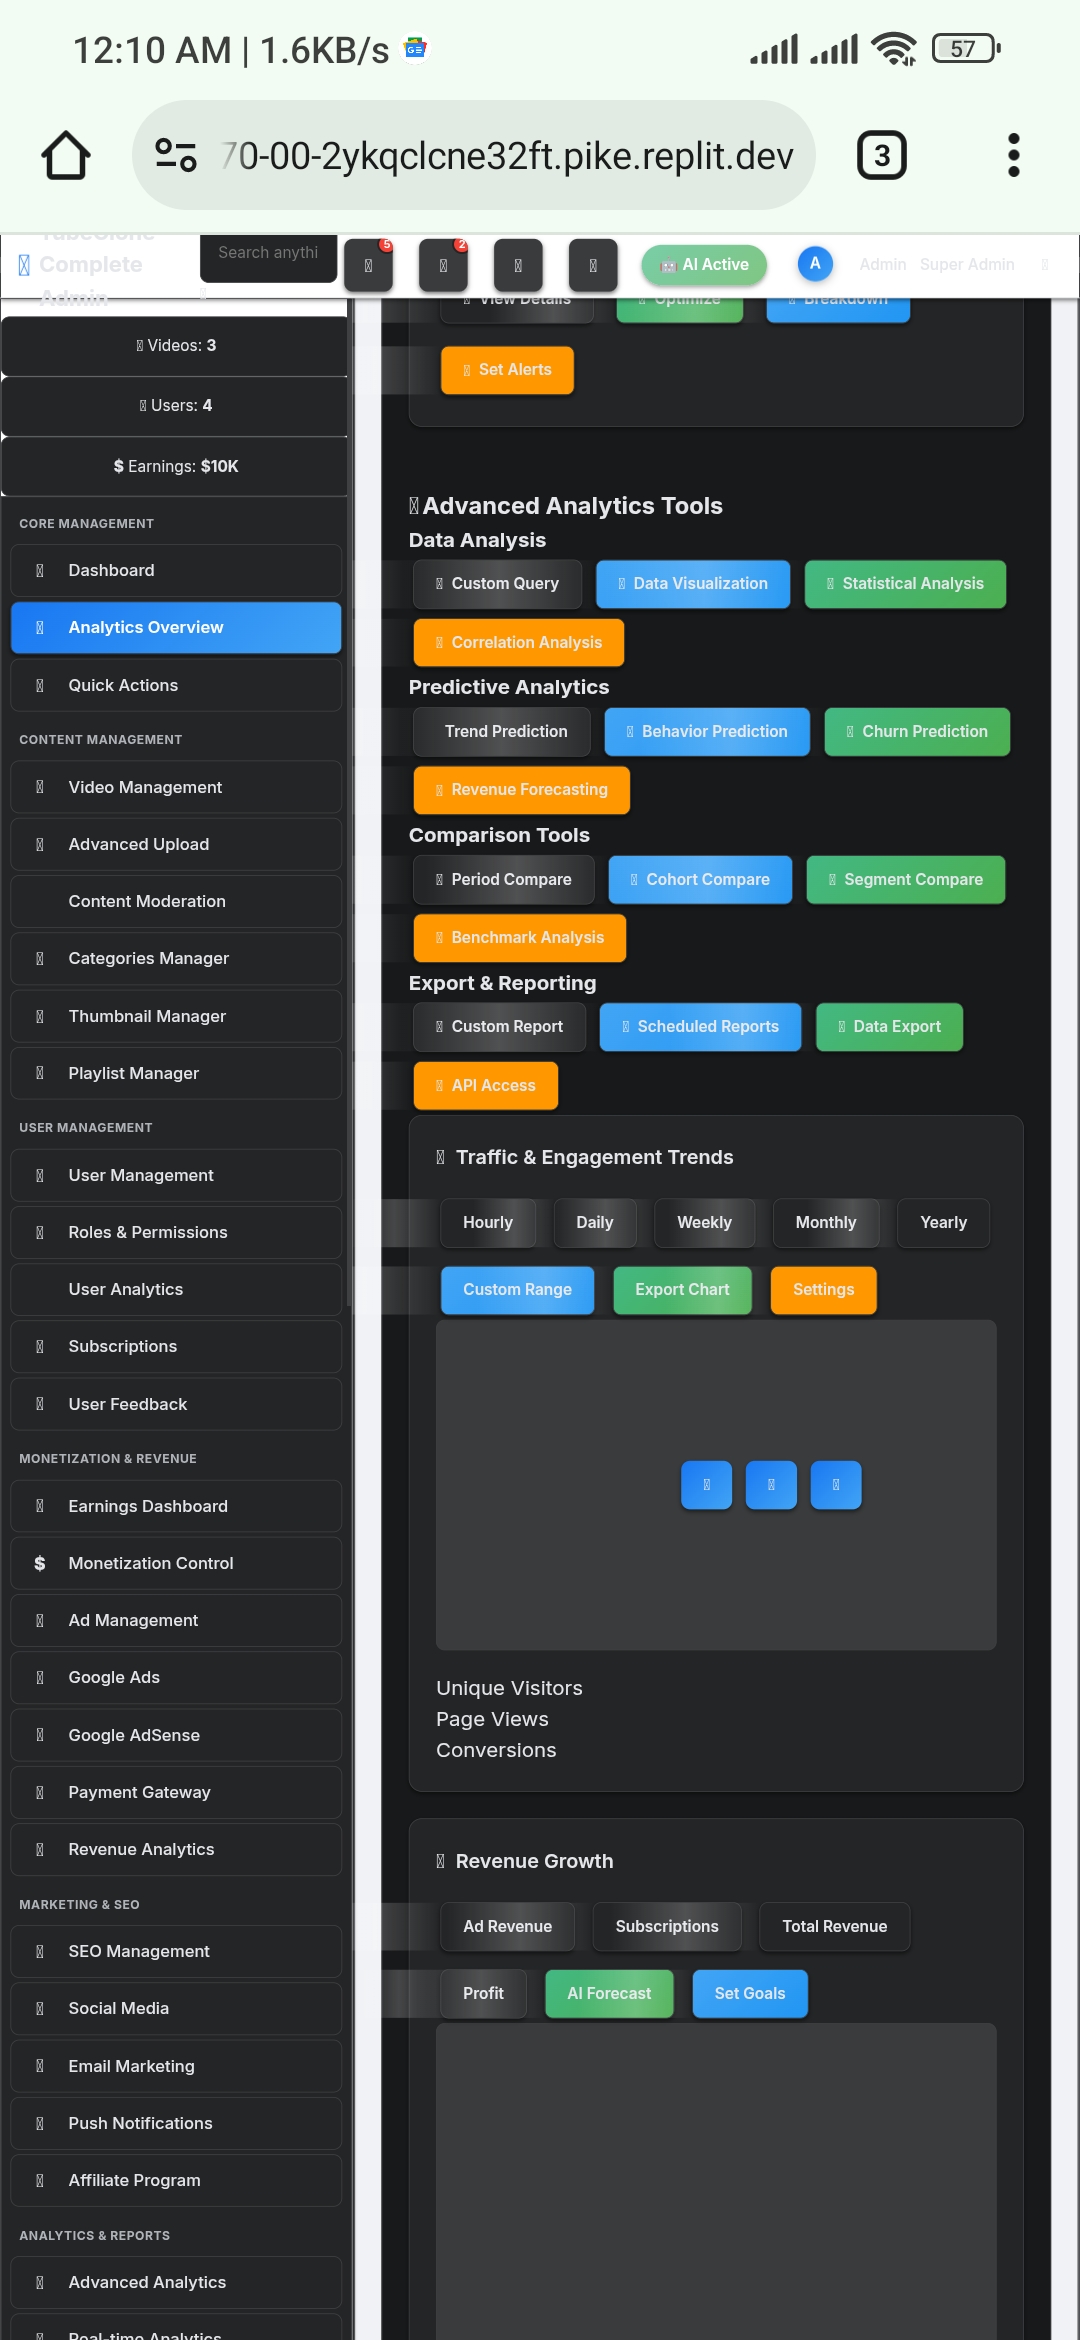 12:10 AM | 1.6KB/s
57
70-00-2ykqclcne32ft.pike.replit.dev
3
TubeClone
Complete
Admin
Search anythi
5
2
🤖 AI Active
A
Admin
Super Admin
Videos: 3
Users: 4
$ Earnings: $10K
CORE MANAGEMENT
Dashboard
Analytics Overview
Quick Actions
CONTENT MANAGEMENT
Video Management
Advanced Upload
Content Moderation
Categories Manager
Thumbnail Manager
Playlist Manager
USER MANAGEMENT
User Management
Roles & Permissions
User Analytics
Subscriptions
User Feedback
MONETIZATION & REVENUE
Earnings Dashboard
$ Monetization Control
Ad Management
Google Ads
Google AdSense
Payment Gateway
Revenue Analytics
MARKETING & SEO
SEO Management
Social Media
Email Marketing
Push Notifications
Affiliate Program
ANALYTICS & REPORTS
Advanced Analytics
Real-time Analytics
View Details
Optimize
Breakdown
Set Alerts
Advanced Analytics Tools
Data Analysis
Custom Query
Data Visualization
Statistical Analysis
Correlation Analysis
Predictive Analytics
Trend Prediction
Behavior Prediction
Churn Prediction
Revenue Forecasting
Comparison Tools
Period Compare
Cohort Compare
Segment Compare
Benchmark Analysis
Export & Reporting
Custom Report
Scheduled Reports
Data Export
API Access
Traffic & Engagement Trends
Hourly
Daily
Weekly
Monthly
Yearly
Custom Range
Export Chart
Settings
Unique Visitors
Page Views
Conversions
Revenue Growth
Ad Revenue
Subscriptions
Total Revenue
Profit
AI Forecast
Set Goals